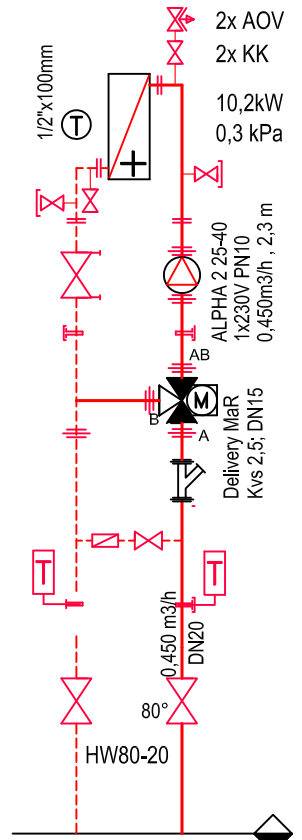 2x AOV
2x KK
10,2kW
0,3 kPa
1/2"x100mm
T
ALPHA 2 25-40
1x230V PN10
0,450m3/h , 2,3 m
AB
M
B
A
Delivery MaR
Kvs 2,5; DN15
T
T
0,450 m3/h
DN20
80°
HW80-20